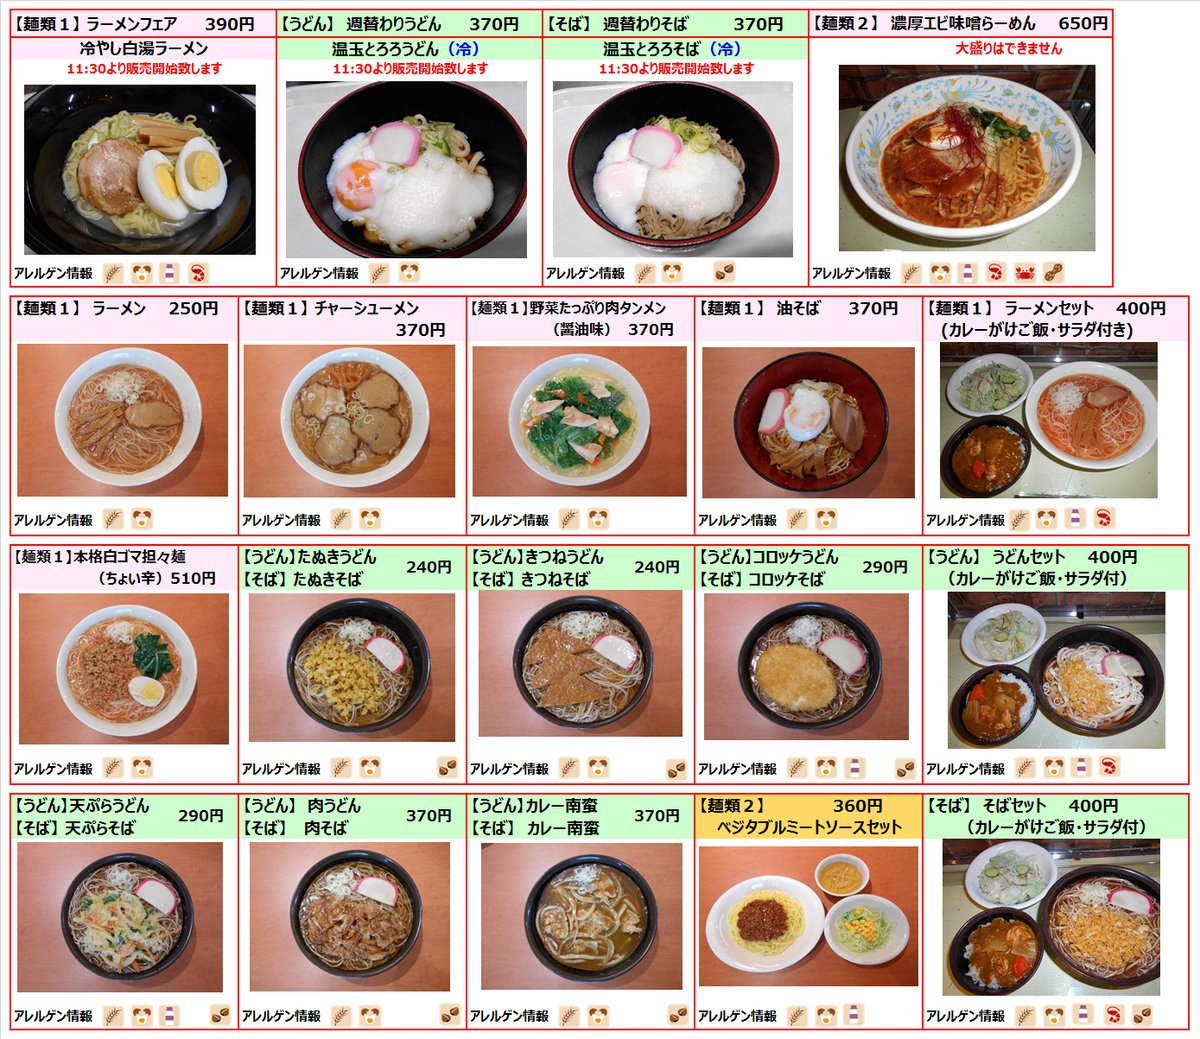 【麺類１】 ラーメンフェア　390円
冷やし白湯ラーメン
11:30より販売開始致します
アレルゲン情報
【うどん】 週替わりうどん　370円
温玉とろろうどん（冷）
11:30より販売開始致します
アレルゲン情報
【そば】 週替わりそば　370円
温玉とろろそば（冷）
11:30より販売開始致します
アレルゲン情報
【麺類２】 濃厚エビ味噌らーめん　650円
大盛りはできません
アレルゲン情報
【麺類１】 ラーメン　250円
アレルゲン情報
【麺類１】 チャーシューメン
370円
アレルゲン情報
【麺類１】野菜たっぷり肉タンメン
（醤油味）　370円
アレルゲン情報
【麺類１】 油そば　370円
アレルゲン情報
【麺類１】 ラーメンセット　400円
(カレーがけご飯・サラダ付き)
アレルゲン情報
【麺類１】本格白ゴマ担々麺
（ちょい辛）510円
アレルゲン情報
【うどん】たぬきうどん
【そば】 たぬきそば
240円
アレルゲン情報
【うどん】きつねうどん
【そば】 きつねそば
240円
アレルゲン情報
【うどん】コロッケうどん
【そば】 コロッケそば
290円
アレルゲン情報
【うどん】 うどんセット　400円
（カレーがけご飯・サラダ付）
アレルゲン情報
【うどん】天ぷらうどん
【そば】 天ぷらそば
290円
アレルゲン情報
【うどん】 肉うどん
【そば】 肉そば
370円
アレルゲン情報
【うどん】カレー南蛮
【そば】 カレー南蛮
370円
アレルゲン情報
【麺類２】　360円
ベジタブルミートソースセット
アレルゲン情報
【そば】 そばセット　400円
（カレーがけご飯・サラダ付）
アレルゲン情報